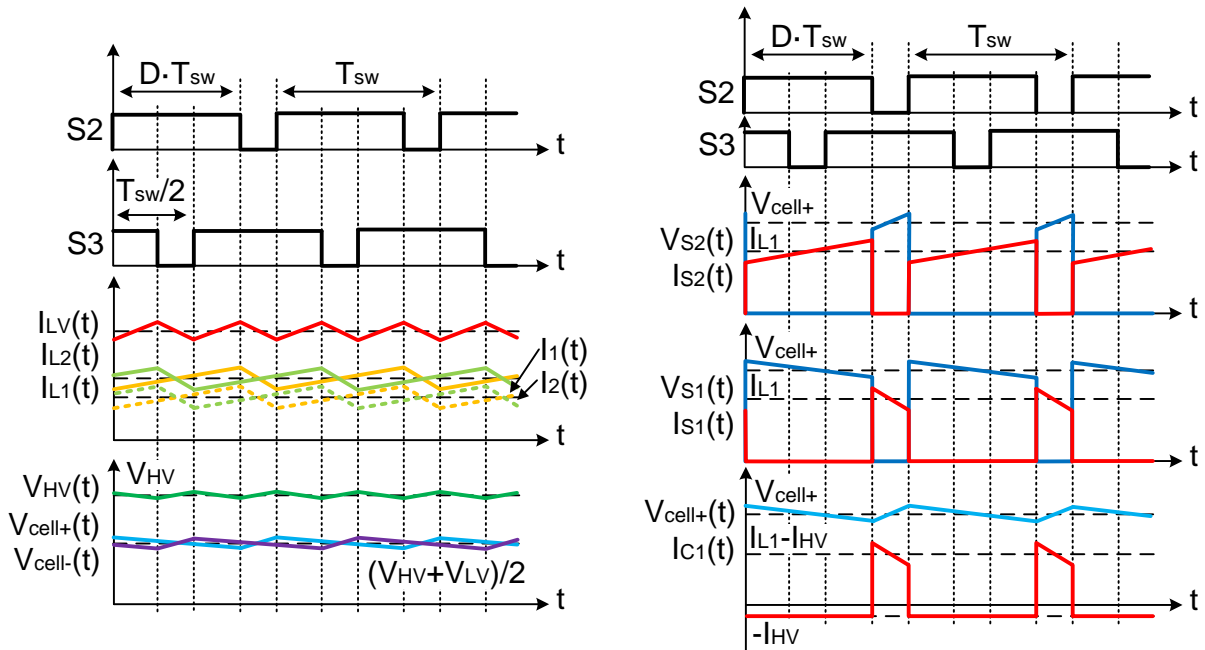 D·Tsw
Tsw
S2
t
Tsw/2
S3
t
ILV(t)
IL2(t)
IL1(t)
I1(t)
I2(t)
t
VHV
VHV(t)
Vcell+(t)
Vcell-(t)
(VHV+VLV)/2
t
D·Tsw
Tsw
S2
t
S3
t
Vcell+
VS2(t)
IL1
IS2(t)
t
Vcell+
VS1(t)
IL1
IS1(t)
t
Vcell+
Vcell+(t)
IC1(t)
IL1-IHV
t
-IHV